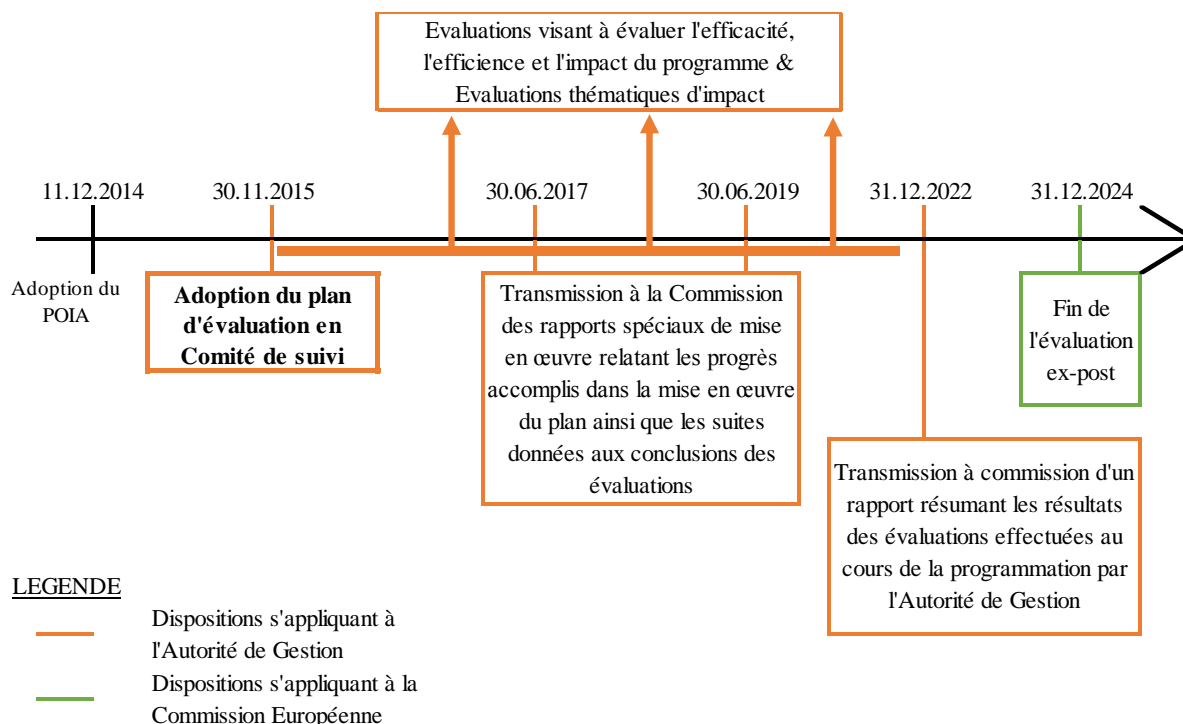 Evaluations visant à évaluer l'efficacité,
l'efficience et l'impact du programme &
Evaluations thématiques d'impact
11.12.2014
30.11.2015
30.06.2017
30.06.2019
31.12.2022
31.12.2024
Adoption du
POIA
Adoption du plan
d'évaluation en
Comité de suivi
Transmission à la Commission
des rapports spéciaux de mise
en œuvre relatant les progrès
accomplis dans la mise en œuvre
du plan ainsi que les suites
données aux conclusions des
évaluations
Fin de
l'évaluation
ex-post
Transmission à commission d'un
rapport résumant les résultats
des évaluations effectuées au
cours de la programmation par
l'Autorité de Gestion
LEGENDE
Dispositions s'appliquant à
l'Autorité de Gestion
Dispositions s'appliquant à la
Commission Européenne